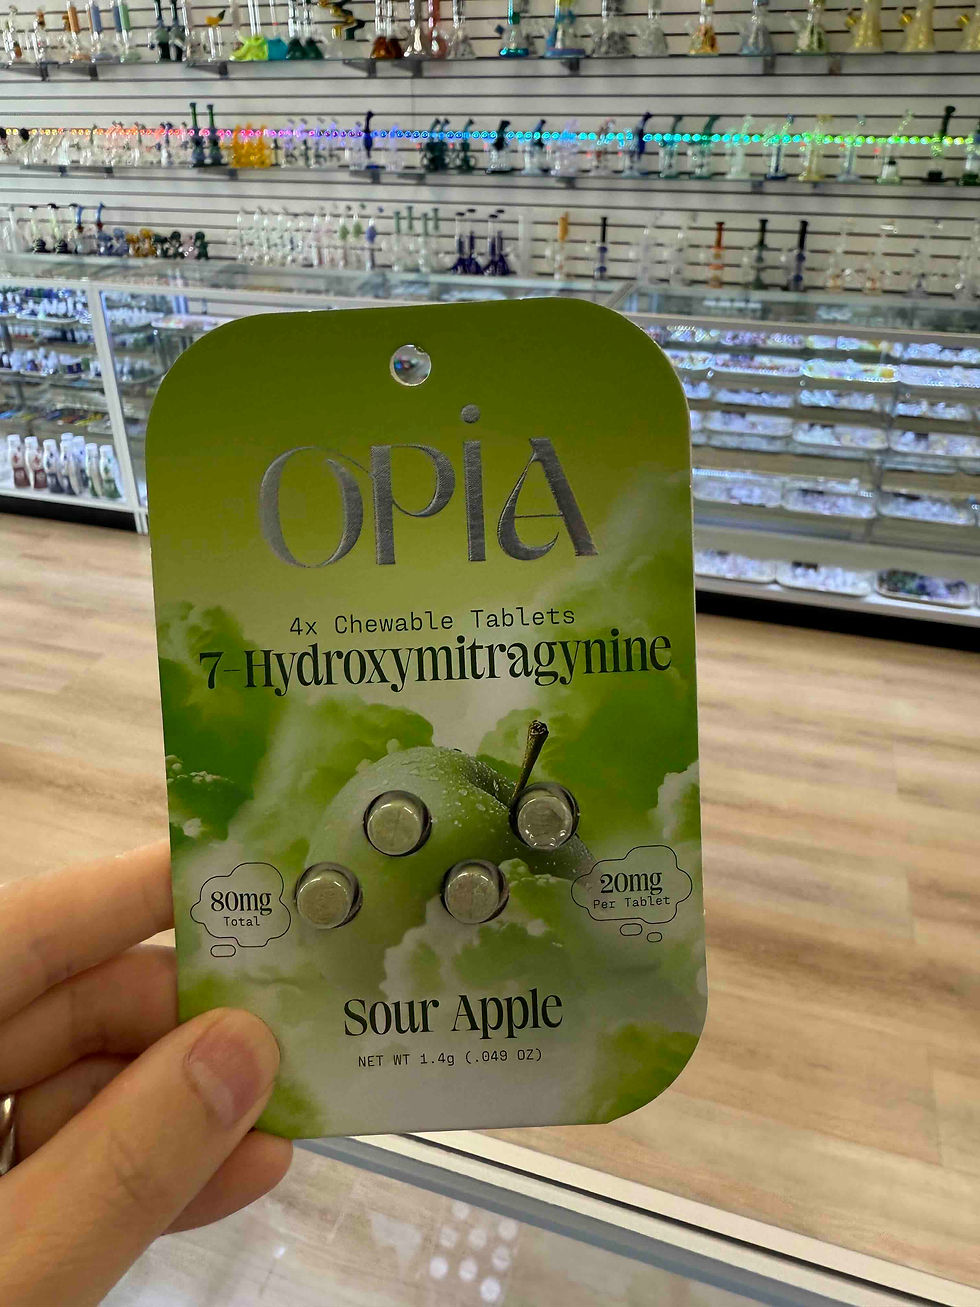 OPiA
4x Chewable Tablets
7-Hydroxymitragynine
80mg
Total
20mg
Per Tablet
Sour Apple
NET WT 1.4g (.049 OZ)